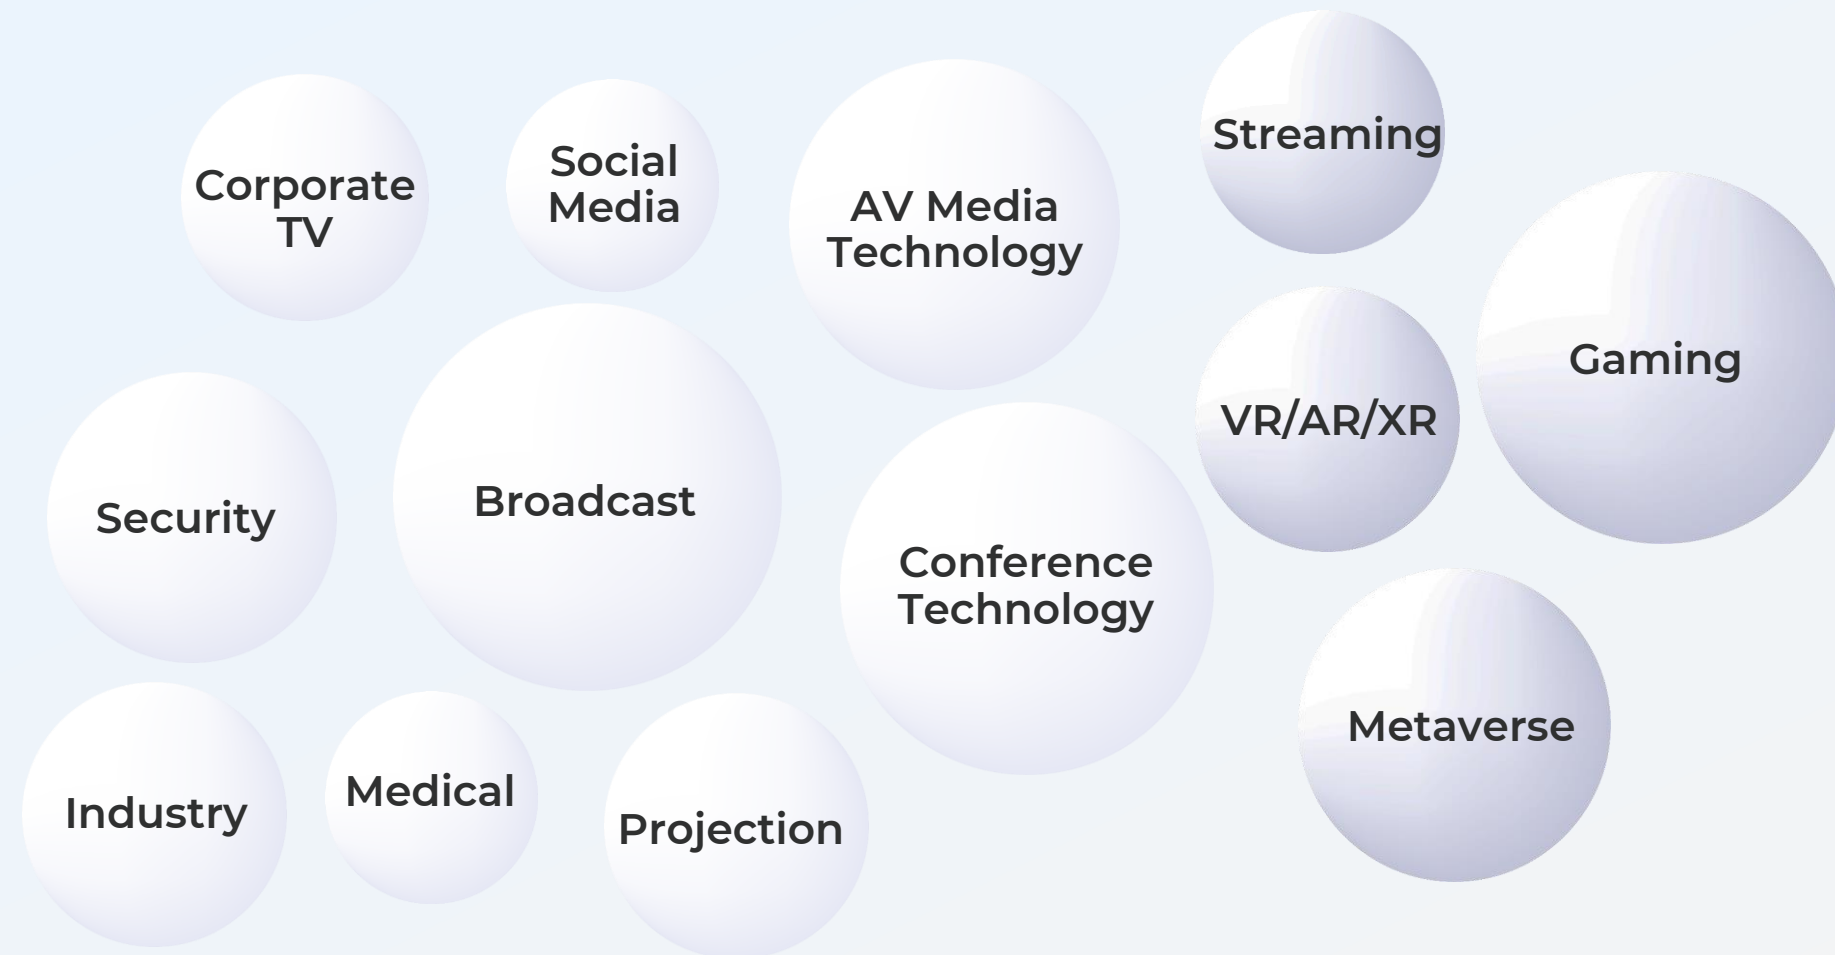 Corporate
TV
Social
Media
AV Media
Technology
Streaming
Gaming
VR/AR/XR
Security
Broadcast
Conference
Technology
Metaverse
Industry
Medical
Projection